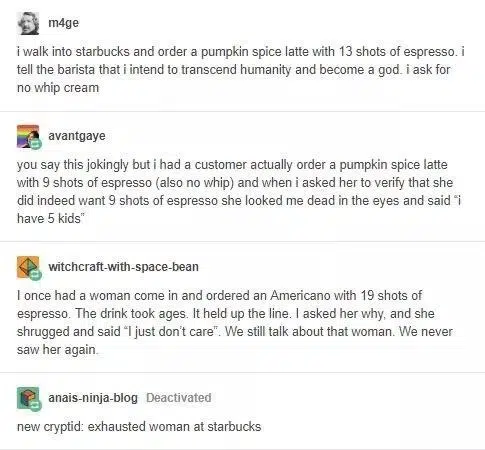 m4ge
i walk into starbucks and order a pumpkin spice latte with 13 shots of espresso. i
tell the barista that i intend to transcend humanity and become a god. i ask for
no whip cream
avantgaye
you say this jokingly but i had a customer actually order a pumpkin spice latte
with 9 shots of espresso (also no whip) and when i asked her to verify that she
did indeed want 9 shots of espresso she looked me dead in the eyes and said “i
have 5 kids”
witchcraft-with-space-bean
I once had a woman come in and ordered an Americano with 19 shots of
espresso. The drink took ages. It held up the line. I asked her why, and she
shrugged and said “I just don’t care”. We still talk about that woman. We never
saw her again.
anais-ninja-blog Deactivated
new cryptid: exhausted woman at starbucks